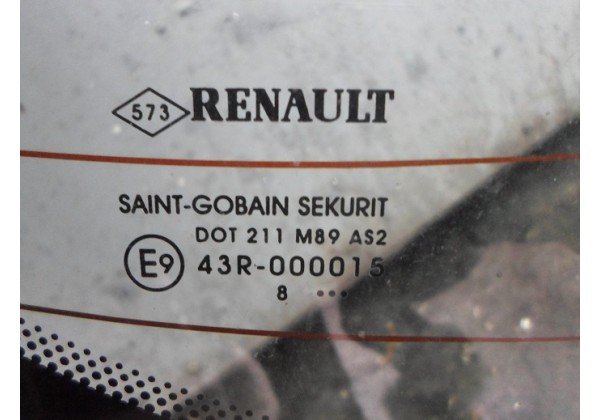 573 RENAULT
SAINT-GOBAIN SEKURIT
DOT 211 M89 AS2
E9 43R-000015
8 •••